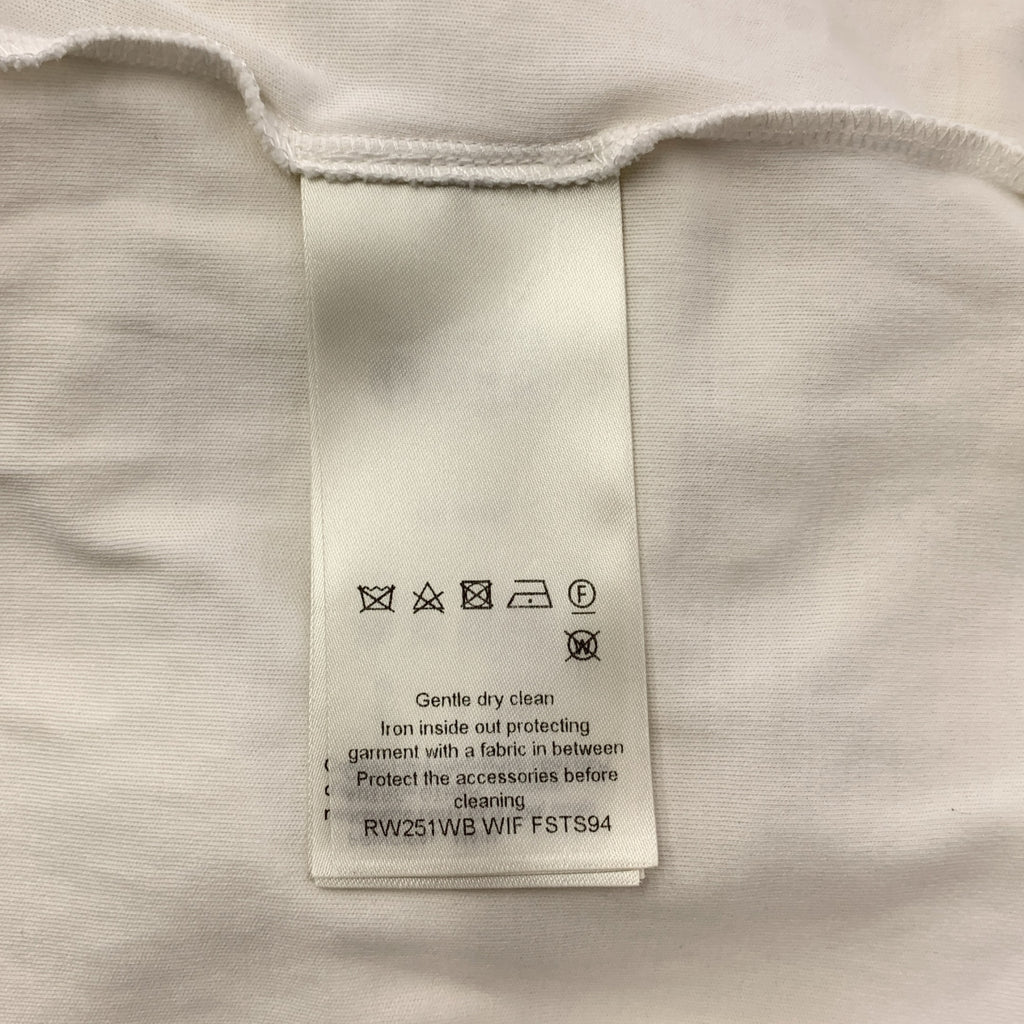 F
W
Gentle dry clean
Iron inside out protecting
garment with a fabric in between
Protect the accessories before
cleaning
RW251WB WIF FSTS94